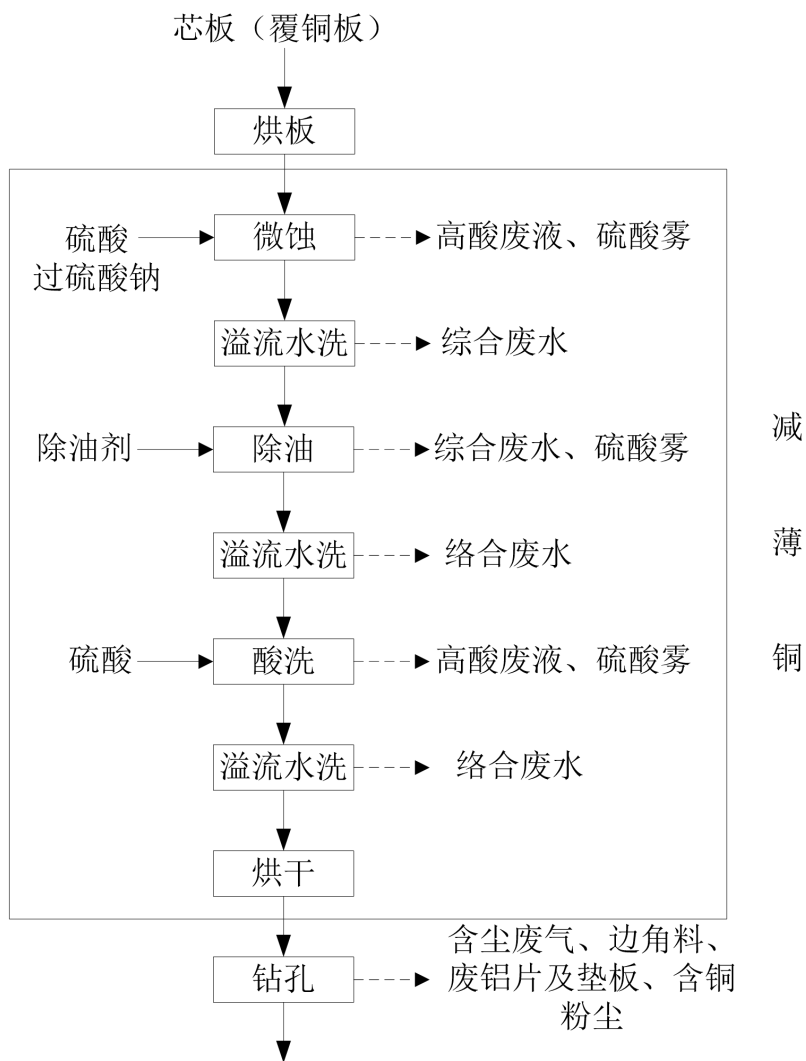 芯板（覆铜板）
烘板
硫酸
过硫酸钠
微蚀
高酸废液、硫酸雾
溢流水洗
综合废水
除油剂
除油
综合废水、硫酸雾
溢流水洗
络合废水
硫酸
酸洗
高酸废液、硫酸雾
溢流水洗
络合废水
烘干
减
薄
铜
钻孔
含尘废气、边角料、
废铝片及垫板、含铜
粉尘